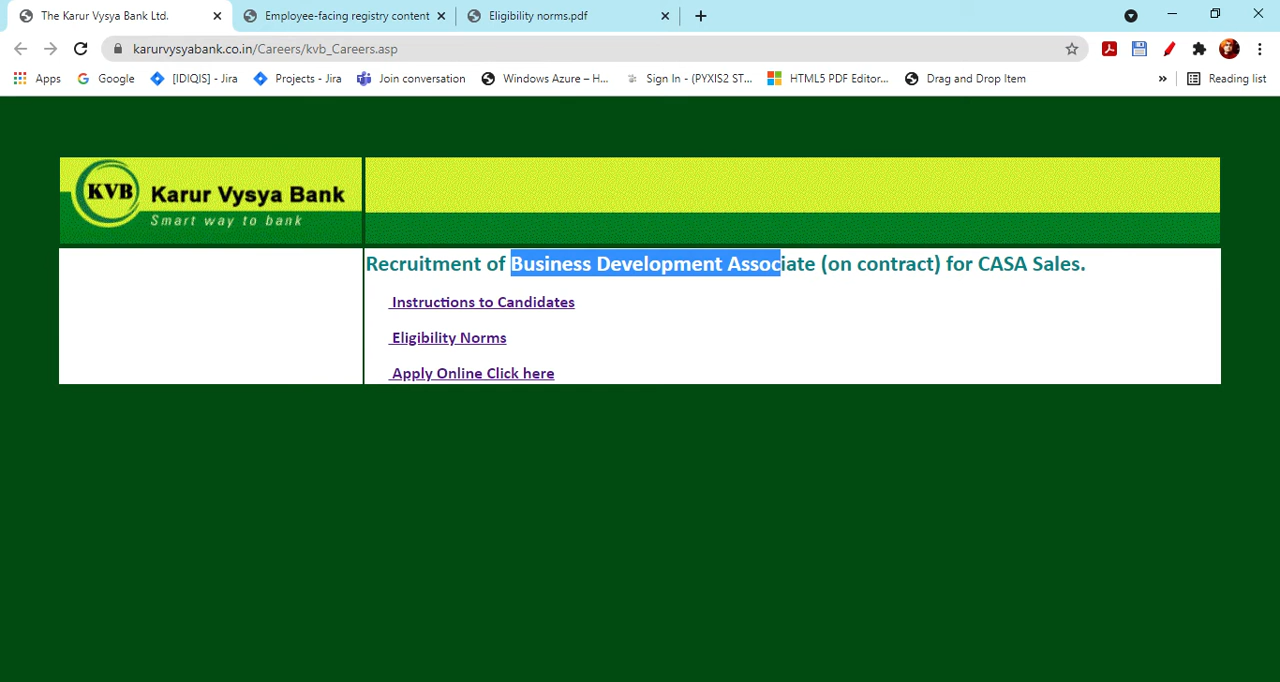 The Karur Vysya Bank Ltd.
Employee-facing registry content
Eligibility norms.pdf
karurvysyabank.co.in/Careers/kvb_Careers.asp
Apps
Google
[IDIQIS] - Jira
Projects - Jira
Join conversation
Windows Azure – H...
Sign In - (PYXIS2 ST...
HTML5 PDF Editor...
Drag and Drop Item
»
Reading list
KVB Karur Vysya Bank
Smart way to bank
Recruitment of Business Development Associate (on contract) for CASA Sales.
Instructions to Candidates
Eligibility Norms
Apply Online Click here